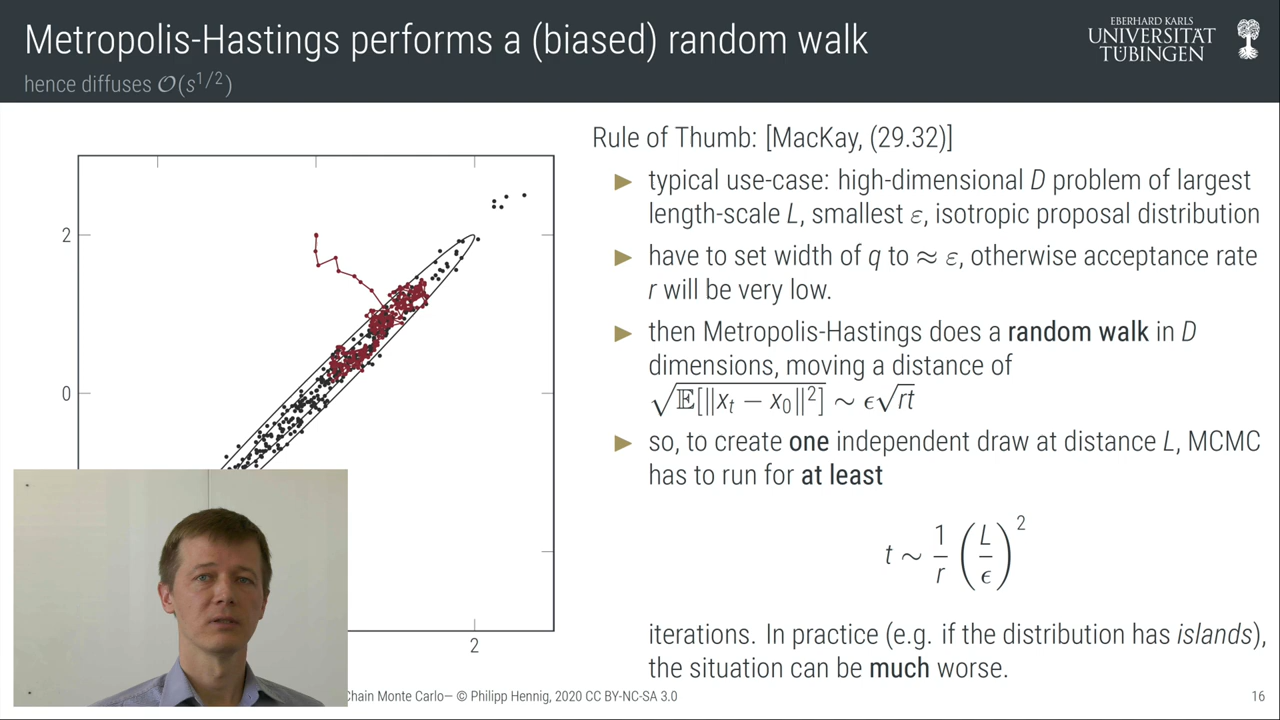 Metropolis-Hastings performs a (biased) random walk
hence diffuses 𝒪(s^{1/2})
EBERHARD KARLS
UNIVERSITÄT
TÜBINGEN
2
0
2
Rule of Thumb: [MacKay, (29.32)]
▶ typical use-case: high-dimensional D problem of largest
length-scale L, smallest ε, isotropic proposal distribution
▶ have to set width of q to ≈ ε, otherwise acceptance rate
r will be very low.
▶ then Metropolis-Hastings does a random walk in D
dimensions, moving a distance of
√𝔼[‖x_t − x_0‖²] ∼ ϵ√rt
▶ so, to create one independent draw at distance L, MCMC
has to run for at least
t ∼ 1/r (L/ϵ)²
iterations. In practice (e.g. if the distribution has islands),
the situation can be much worse.
Chain Monte Carlo— © Philipp Hennig, 2020 CC BY-NC-SA 3.0
16